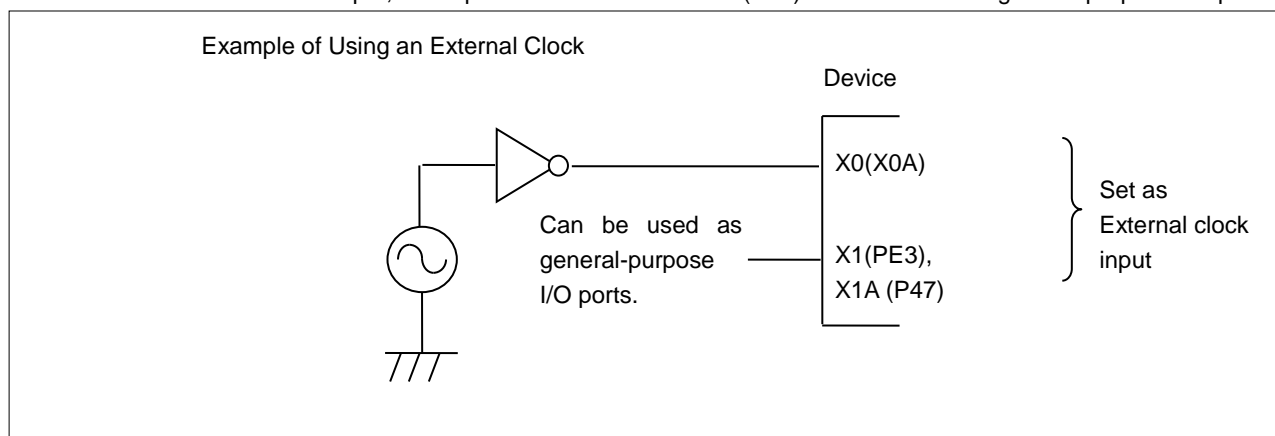 Example of Using an External Clock
Device
X0(X0A)
Can be used as
general-purpose
I/O ports.
X1(PE3),
X1A (P47)
Set as
External clock
input